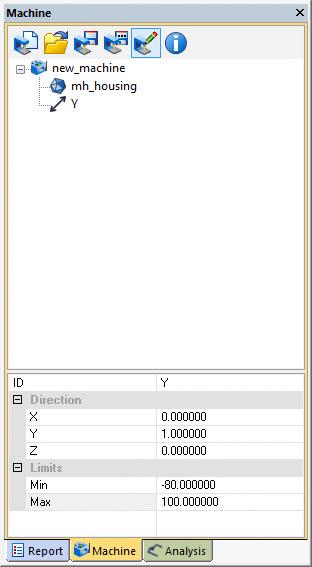 Machine
new_machine
mh_housing
Y
ID Y
Direction
X 0.000000
Y 1.000000
Z 0.000000
Limits
Min -80.000000
Max 100.000000
Report Machine Analysis